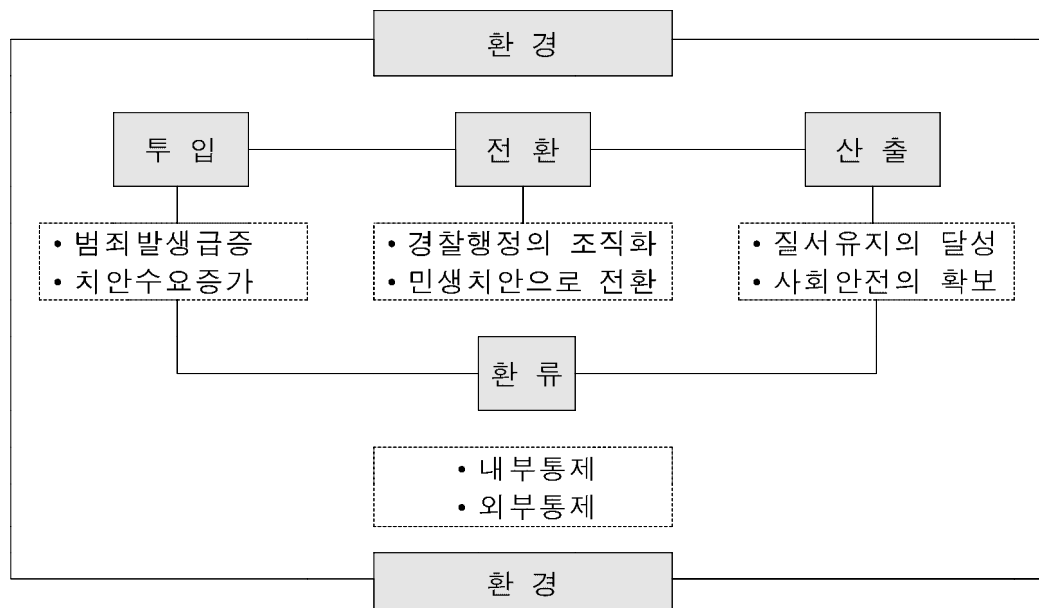 환 경
투 입
전 환
산 출
• 범죄발생급증
• 치안수요증가
• 경찰행정의 조직화
• 민생치안으로 전환
• 질서유지의 달성
• 사회안전의 확보
환 류
• 내부통제
• 외부통제
환 경